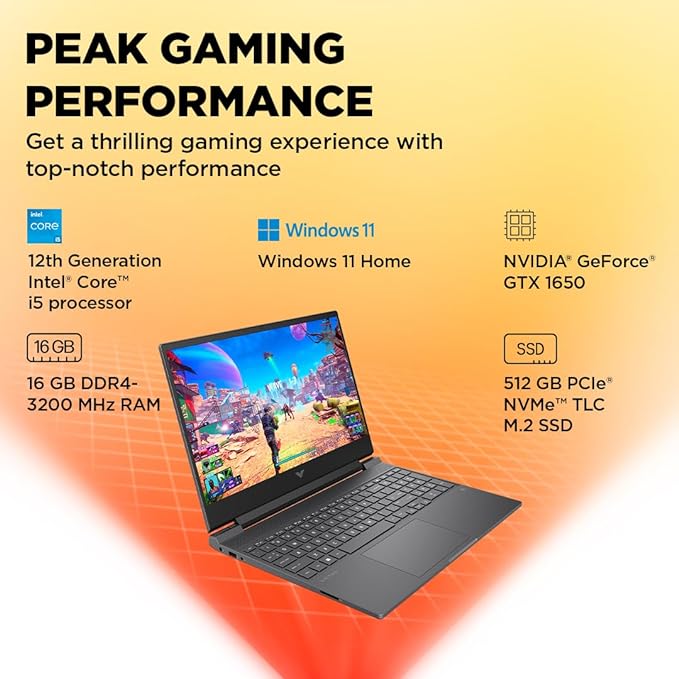 PEAK GAMING
PERFORMANCE
Get a thrilling gaming experience with
top-notch performance
intel
CORE
i5
Windows 11
12th Generation
Intel® Core™
i5 processor
Windows 11 Home
NVIDIA® GeForce®
GTX 1650
16 GB
SSD
16 GB DDR4-
3200 MHz RAM
512 GB PCIe®
NVMe™ TLC
M.2 SSD